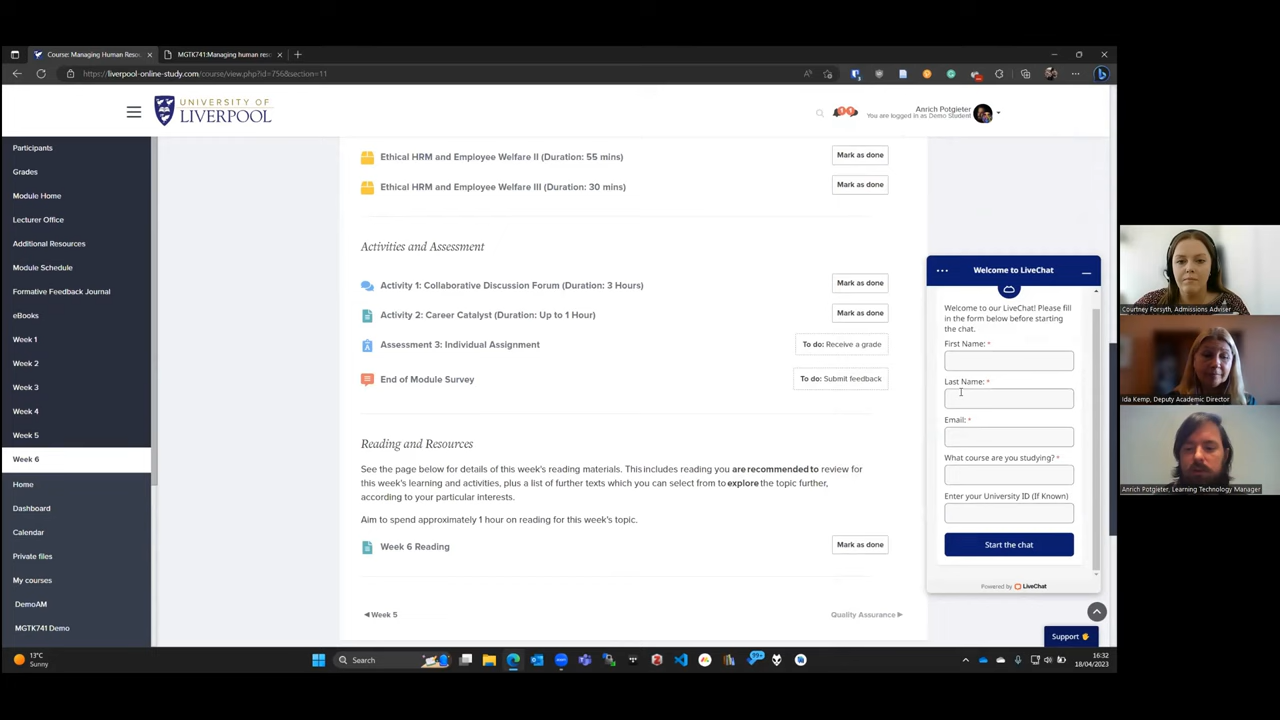 Course: Managing Human Resou
MGTK741:Managing human res
https://liverpool-online-study.com/course/view.php?id=756&section=11
UNIVERSITY OF
LIVERPOOL
Anrich Potgieter
You are logged in as Demo Student
Participants
Grades
Module Home
Lecturer Office
Additional Resources
Module Schedule
Formative Feedback Journal
eBooks
Week 1
Week 2
Week 3
Week 4
Week 5
Week 6
Home
Dashboard
Calendar
Private files
My courses
DemoAM
MGTK741 Demo
Ethical HRM and Employee Welfare II (Duration: 55 mins)
Mark as done
Ethical HRM and Employee Welfare III (Duration: 30 mins)
Mark as done
Activities and Assessment
Activity 1: Collaborative Discussion Forum (Duration: 3 Hours)
Mark as done
Activity 2: Career Catalyst (Duration: Up to 1 Hour)
Mark as done
Assessment 3: Individual Assignment
To do: Receive a grade
End of Module Survey
To do: Submit feedback
Reading and Resources
See the page below for details of this week's reading materials. This includes reading you are recommended to review for
this week's learning and activities, plus a list of further texts which you can select from to explore the topic further,
according to your particular interests.
Aim to spend approximately 1 hour on reading for this week's topic.
Week 6 Reading
Mark as done
Week 5
Quality Assurance
Welcome to LiveChat
Welcome to our LiveChat! Please fill
in the form below before starting
the chat.
First Name: *
Last Name: *
Email: *
What course are you studying? *
Enter your University ID (If Known)
Start the chat
Powered by LiveChat
Support
Courtney Forsyth, Admissions Adviser
Ida Kemp, Deputy Academic Director
Anrich Potgieter, Learning Technology Manager
13°C
Sunny
Search
99+
16:32
18/04/2023